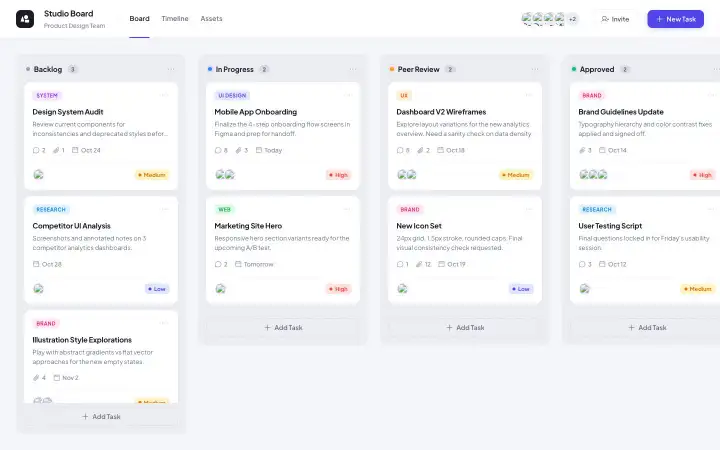 Studio Board
Product Design Team
Board
Timeline
Assets
+2
Invite
New Task
Backlog 3
SYSTEM
Design System Audit
Review current components for
inconsistencies and deprecated styles befor...
2 1 Oct 24
Medium
RESEARCH
Competitor UI Analysis
Screenshots and annotated notes on 3
competitor analytics dashboards.
Oct 28
Low
BRAND
Illustration Style Explorations
Play with abstract gradients vs flat vector
approaches for the new empty states.
4 Nov 2
Medium
Add Task
In Progress 2
UI DESIGN
Mobile App Onboarding
Finalize the 4-step onboarding flow screens in
Figma and prep for handoff.
8 3 Today
High
WEB
Marketing Site Hero
Responsive hero section variants ready for the
upcoming A/B test.
2 Tomorrow
High
Add Task
Peer Review 2
UX
Dashboard V2 Wireframes
Explore layout variations for the new analytics
overview. Need a sanity check on data density
2 Oct 18
Medium
BRAND
New Icon Set
24px grid, 1.5px stroke, rounded caps. Final
visual consistency check requested.
1 12 Oct 19
Low
Add Task
Approved 2
BRAND
Brand Guidelines Update
Typography hierarchy and color contrast fixes
applied and signed off.
3 Oct 14
High
RESEARCH
User Testing Script
Final questions locked in for Friday's usability
session.
3 Oct 12
Medium
Add Task